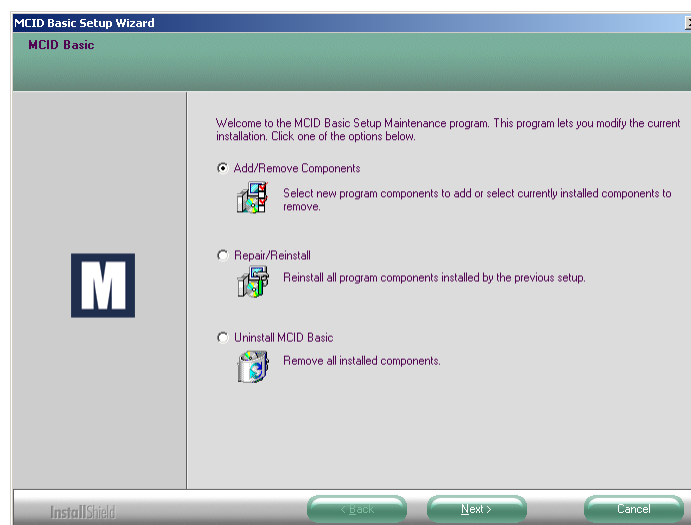 MCID Basic Setup Wizard
MCID Basic
Welcome to the MCID Basic Setup Maintenance program. This program lets you modify the current
installation. Click one of the options below.
Add/Remove Components
Select new program components to add or select currently installed components to
remove.
Repair/Reinstall
Reinstall all program components installed by the previous setup.
M
Uninstall MCID Basic
Remove all installed components.
InstallShield
< Back
Next >
Cancel